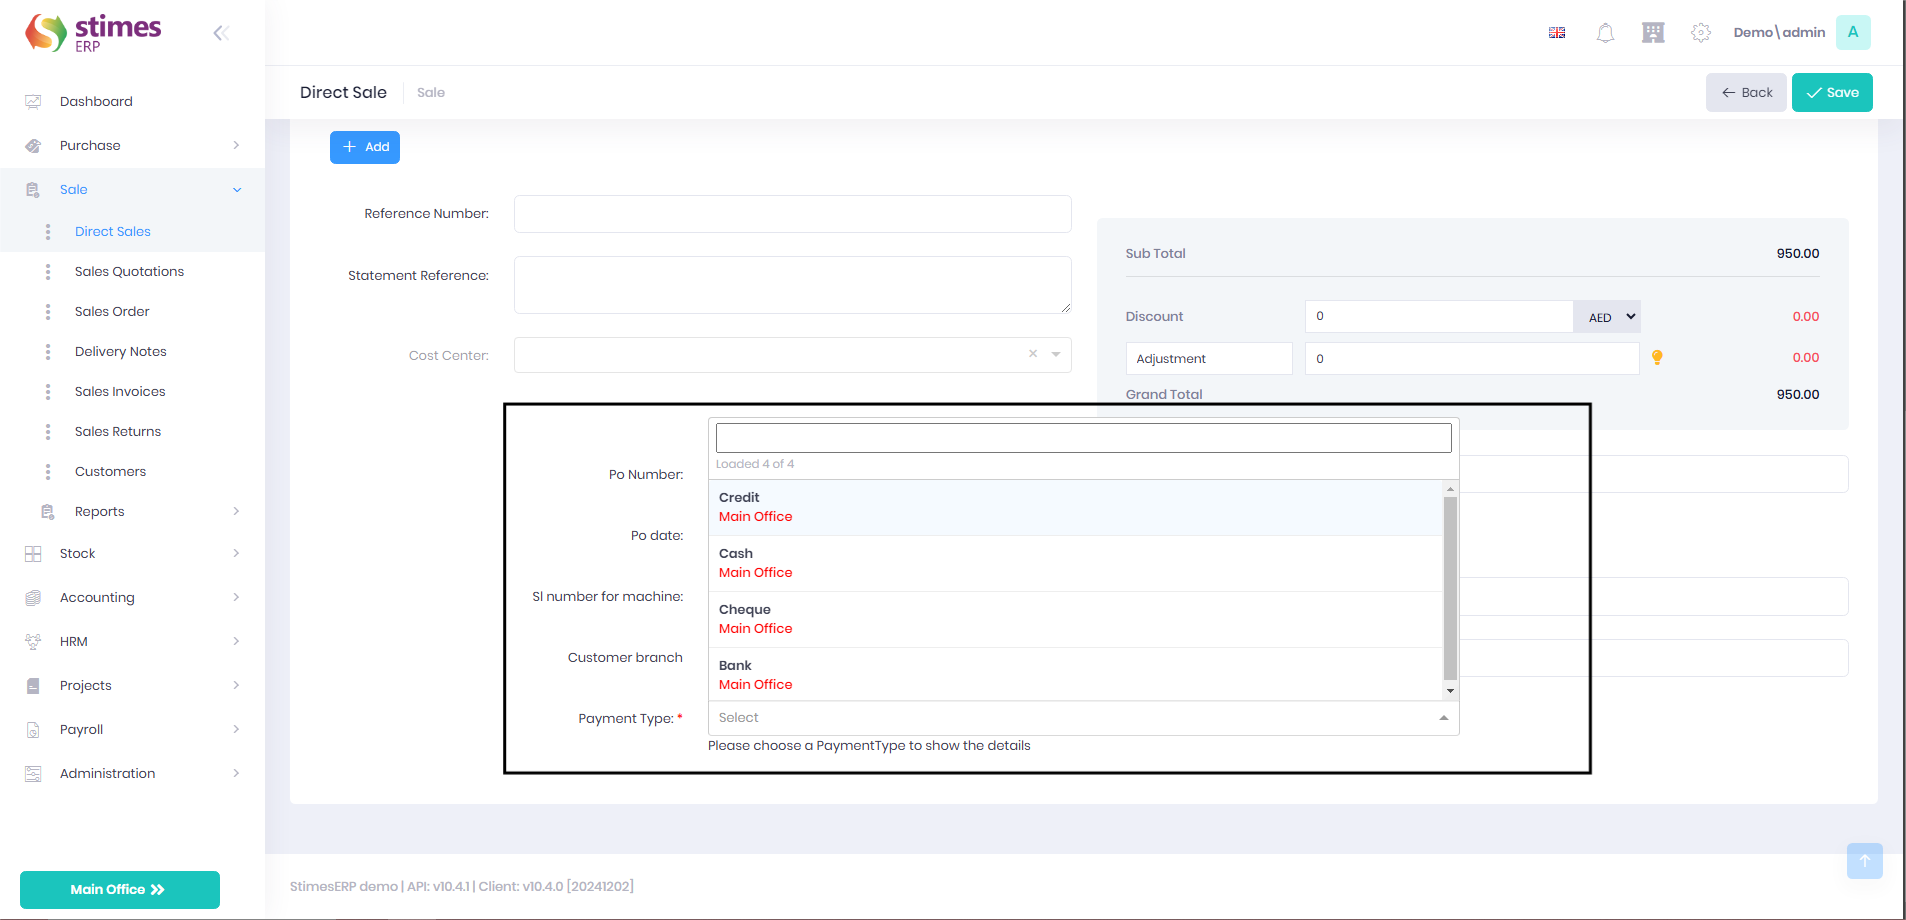 stimes
ERP
Demo\admin
A
Dashboard
Purchase
Sale
Direct Sales
Sales Quotations
Sales Order
Delivery Notes
Sales Invoices
Sales Returns
Customers
Reports
Stock
Accounting
HRM
Projects
Payroll
Administration
Main Office
Direct Sale
Sale
Back
Save
Add
Reference Number:
Statement Reference:
Cost Center:
Sub Total 950.00
Discount 0 AED 0.00
Adjustment 0 0.00
Grand Total 950.00
Po Number:
Po date:
Sl number for machine:
Customer branch
Payment Type: *
Loaded 4 of 4
Credit
Main Office
Cash
Main Office
Cheque
Main Office
Bank
Main Office
Select
Please choose a PaymentType to show the details
StimesERP demo | API: v10.4.1 | Client: v10.4.0 [20241202]